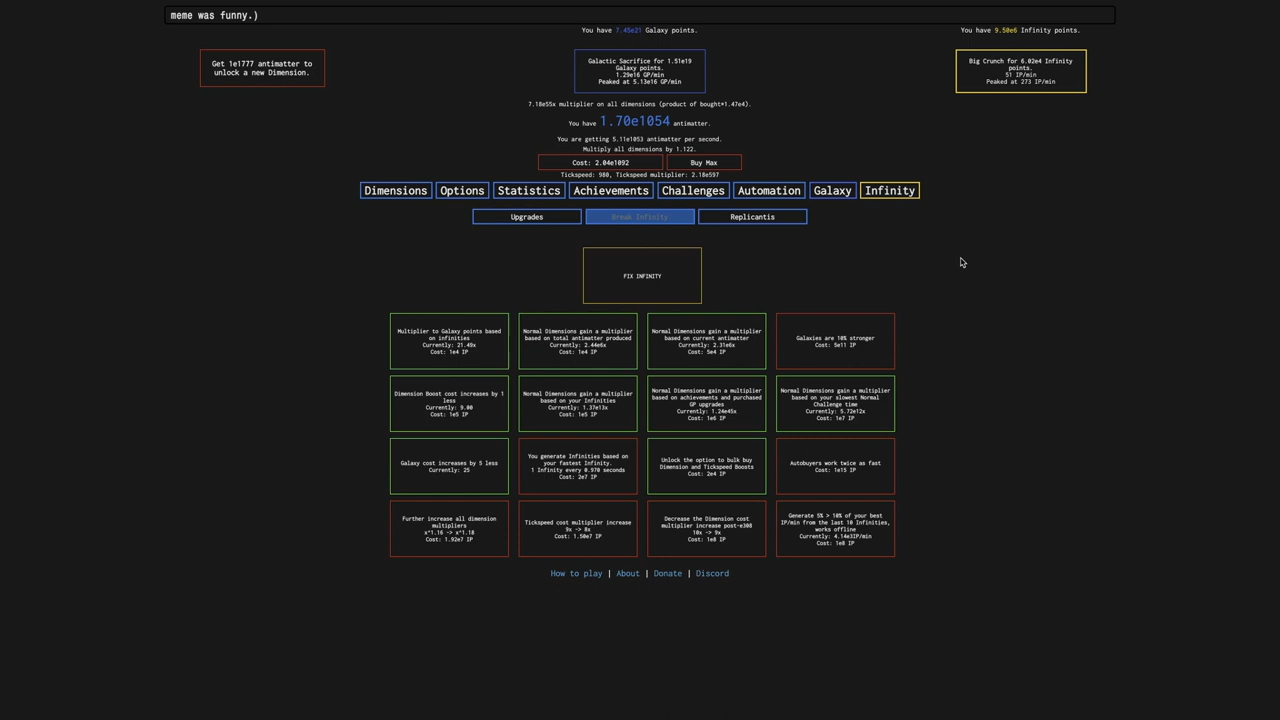 meme was funny.)
You have 7.45e21 Galaxy points.
You have 9.50e6 Infinity points.
Get 1e1777 antimatter to
unlock a new Dimension.
Galactic Sacrifice for 1.51e19
Galaxy points.
1.29e16 GP/min
Peaked at 5.13e16 GP/min
Big Crunch for 6.02e4 Infinity
points.
51 IP/min
Peaked at 273 IP/min
7.18e55x multiplier on all dimensions (product of bought*1.47e4).
You have 1.70e1054 antimatter.
You are getting 5.11e1053 antimatter per second.
Multiply all dimensions by 1.122.
Cost: 2.04e1092
Buy Max
Tickspeed: 980, Tickspeed multiplier: 2.18e597
Dimensions
Options
Statistics
Achievements
Challenges
Automation
Galaxy
Infinity
Upgrades
Break Infinity
Replicantis
FIX INFINITY
Multiplier to Galaxy points based
on infinities
Currently: 21.49x
Cost: 1e4 IP
Normal Dimensions gain a multiplier
based on total antimatter produced
Currently: 2.44e6x
Cost: 1e4 IP
Normal Dimensions gain a multiplier
based on current antimatter
Currently: 2.31e6x
Cost: 5e4 IP
Galaxies are 10% stronger
Cost: 5e11 IP
Dimension Boost cost increases by 1
less
Currently: 9.00
Cost: 1e5 IP
Normal Dimensions gain a multiplier
based on your Infinities
Currently: 1.37e13x
Cost: 1e5 IP
Normal Dimensions gain a multiplier
based on achievements and purchased
GP upgrades
Currently: 1.24e45x
Cost: 1e6 IP
Normal Dimensions gain a multiplier
based on your slowest Normal
Challenge time
Currently: 5.72e12x
Cost: 1e7 IP
Galaxy cost increases by 5 less
Currently: 25
You generate Infinities based on
your fastest Infinity.
1 Infinity every 0.970 seconds
Cost: 2e7 IP
Unlock the option to bulk buy
Dimension and Tickspeed Boosts
Cost: 2e4 IP
Autobuyers work twice as fast
Cost: 1e15 IP
Further increase all dimension
multipliers
x^1.16 -> x^1.18
Cost: 1.92e7 IP
Tickspeed cost multiplier increase
9x -> 8x
Cost: 1.50e7 IP
Decrease the Dimension cost
multiplier increase post-e308
10x -> 9x
Cost: 1e8 IP
Generate 5% > 10% of your best
IP/min from the last 10 Infinities,
works offline
Currently: 4.14e3IP/min
Cost: 1e8 IP
How to play | About | Donate | Discord